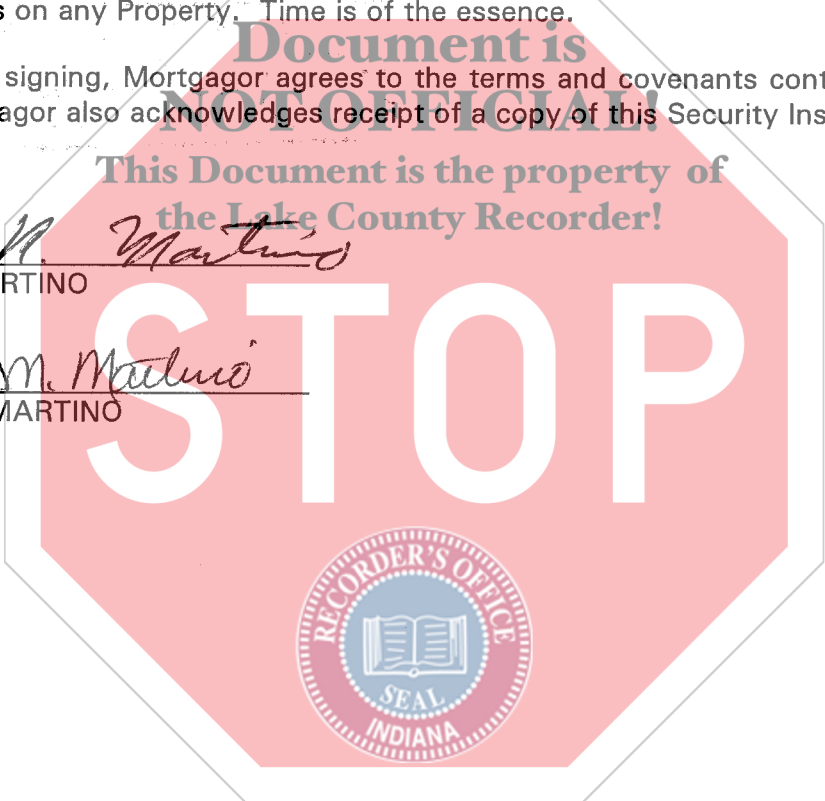 s on any Property. Time is of the essence.
Document is
signing, Mortgagor agrees to the terms and covenants cont
NOT OFFICIAL!
agor also acknowledges receipt of a copy of this Security Ins
This Document is the property of
the Lake County Recorder!
N. Martino
RTINO
M. Martino
MARTINO
STOP
RECORDER'S OFFICE
SEAL
INDIANA